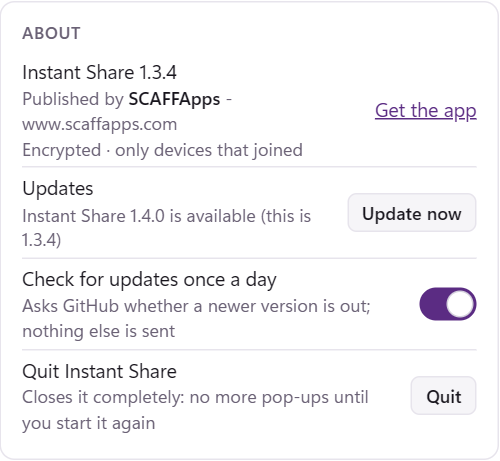 ABOUT
Instant Share 1.3.4
Published by SCAFFApps -
www.scaffapps.com
Encrypted · only devices that joined
Get the app
Updates
Instant Share 1.4.0 is available (this is
1.3.4)
Update now
Check for updates once a day
Asks GitHub whether a newer version is out;
nothing else is sent
Quit Instant Share
Closes it completely: no more pop-ups until
you start it again
Quit